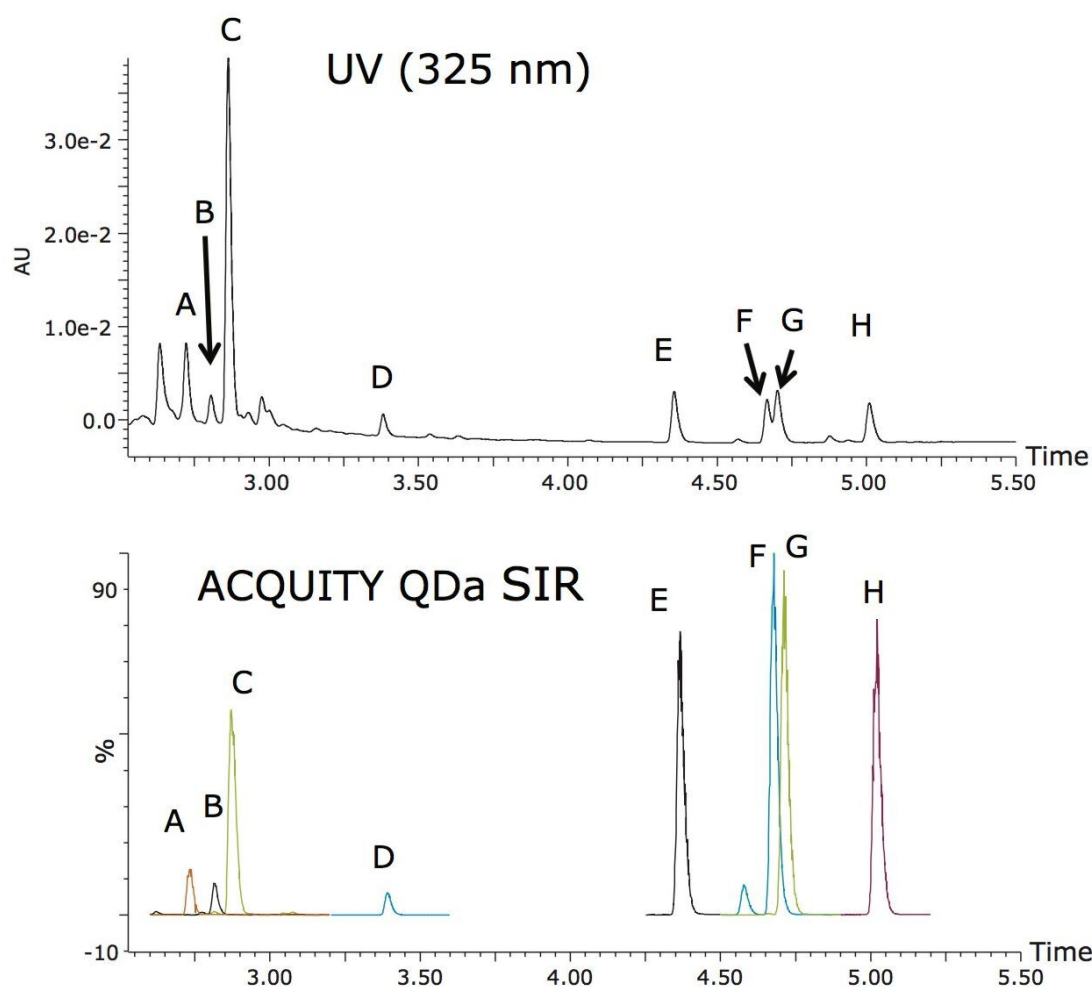 C
UV (325 nm)
3.0e-2
B
2.0e-2
AU
A
1.0e-2
F G H
E
D
0.0
3.00 3.50 4.00 4.50 5.00 5.50
Time
F G
ACQUITY QDa SIR
90
E
H
C
%
B
A
D
-10
3.00 3.50 4.00 4.50 5.00 5.50
Time